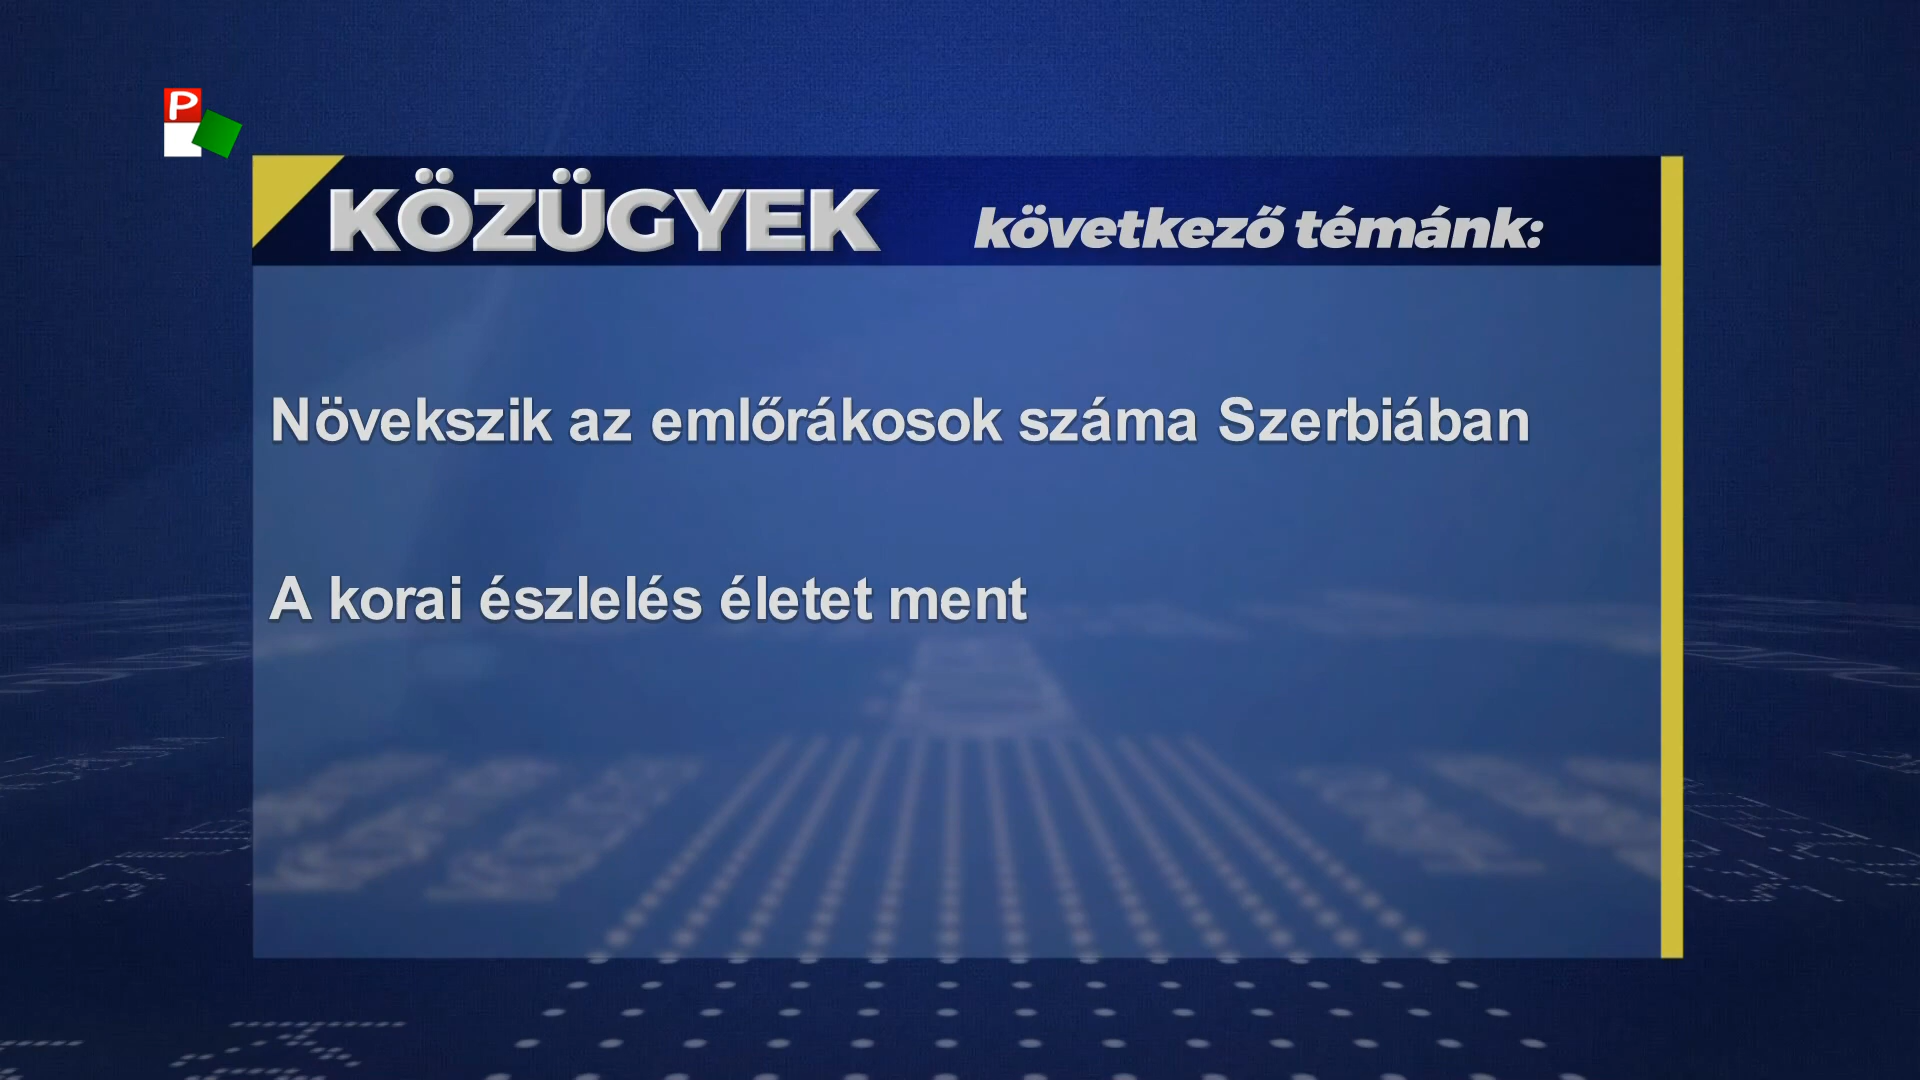 P
KÖZÜGYEK következő témánk:
Növekszik az emlőrákosok száma Szerbiában
A korai észlelés életet ment